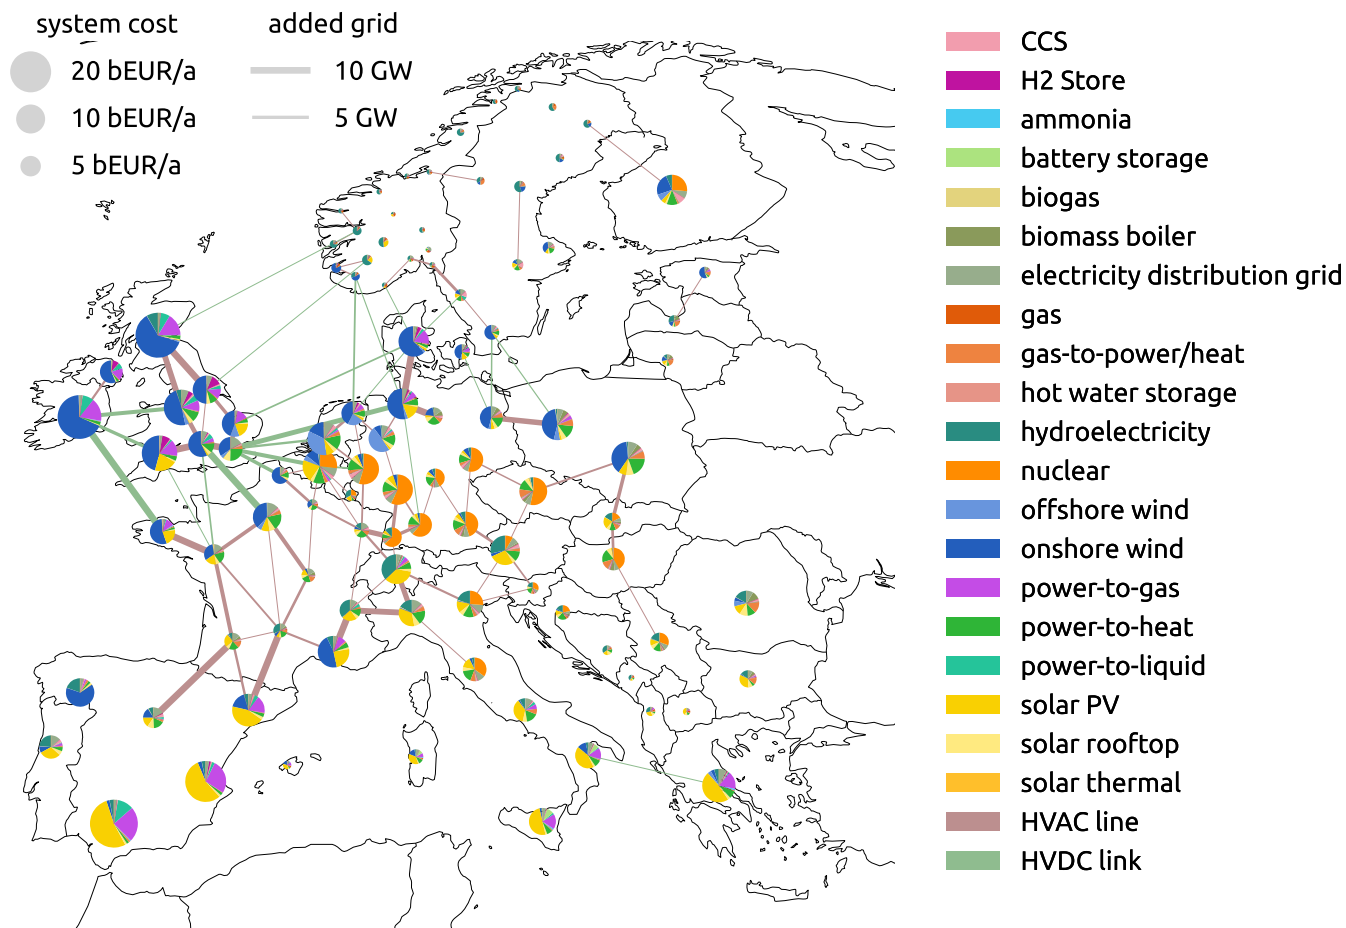 system cost
20 bEUR/a
10 bEUR/a
5 bEUR/a
added grid
10 GW
5 GW
CCS
H2 Store
ammonia
battery storage
biogas
biomass boiler
electricity distribution grid
gas
gas-to-power/heat
hot water storage
hydroelectricity
nuclear
offshore wind
onshore wind
power-to-gas
power-to-heat
power-to-liquid
solar PV
solar rooftop
solar thermal
HVAC line
HVDC link